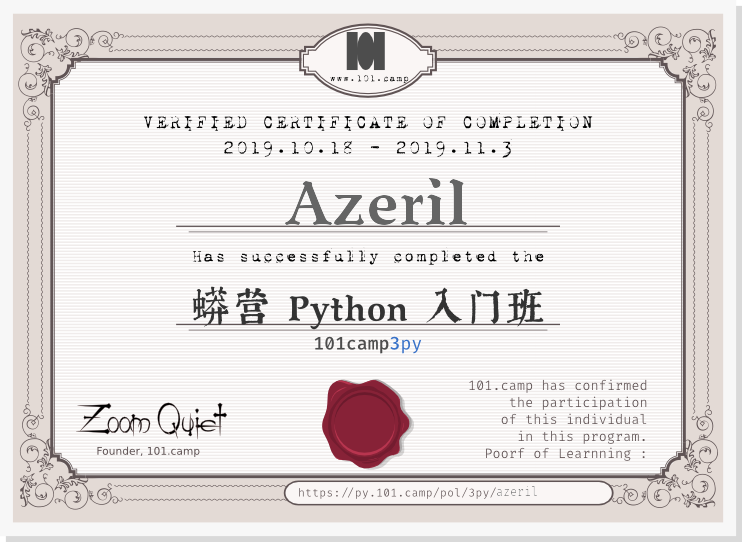 101
www.101.camp
VERIFIED CERTIFICATE OF COMPLETION
2019.10.18 - 2019.11.3
Azeril
Has successfully completed the
蟒营 Python 入门班
101camp3py
Zoom Quiet
Founder, 101.camp
101.camp has confirmed
the participation
of this individual
in this program.
Poorf of Learnning :
https://py.101.camp/pol/3py/azeril